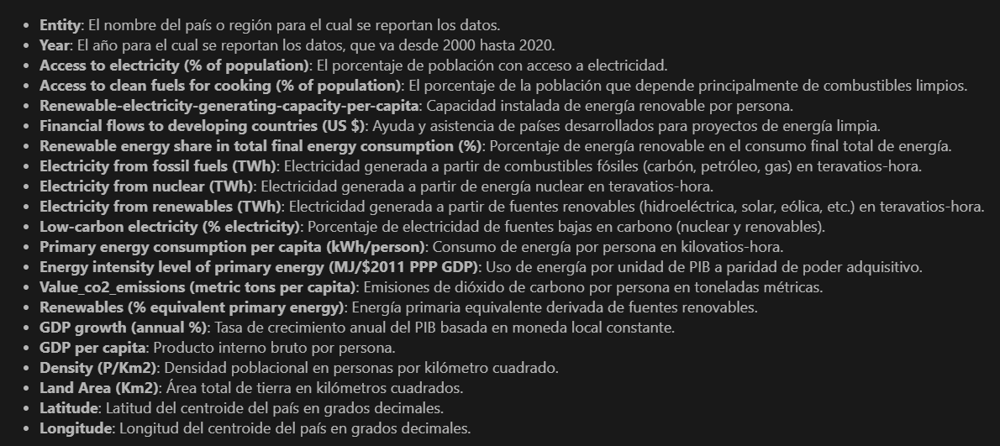 • Entity: El nombre del país o región para el cual se reportan los datos.
• Year: El año para el cual se reportan los datos, que va desde 2000 hasta 2020.
• Access to electricity (% of population): El porcentaje de población con acceso a electricidad.
• Access to clean fuels for cooking (% of population): El porcentaje de la población que depende principalmente de combustibles limpios.
• Renewable-electricity-generating-capacity-per-capita: Capacidad instalada de energía renovable por persona.
• Financial flows to developing countries (US $): Ayuda y asistencia de países desarrollados para proyectos de energía limpia.
• Renewable energy share in total final energy consumption (%): Porcentaje de energía renovable en el consumo final total de energía.
• Electricity from fossil fuels (TWh): Electricidad generada a partir de combustibles fósiles (carbón, petróleo, gas) en teravatios-hora.
• Electricity from nuclear (TWh): Electricidad generada a partir de energía nuclear en teravatios-hora.
• Electricity from renewables (TWh): Electricidad generada a partir de fuentes renovables (hidroeléctrica, solar, eólica, etc.) en teravatios-hora.
• Low-carbon electricity (% electricity): Porcentaje de electricidad de fuentes bajas en carbono (nuclear y renovables).
• Primary energy consumption per capita (kWh/person): Consumo de energía por persona en kilovatios-hora.
• Energy intensity level of primary energy (MJ/$2011 PPP GDP): Uso de energía por unidad de PIB a paridad de poder adquisitivo.
• Value_co2_emissions (metric tons per capita): Emisiones de dióxido de carbono por persona en toneladas métricas.
• Renewables (% equivalent primary energy): Energía primaria equivalente derivada de fuentes renovables.
• GDP growth (annual %): Tasa de crecimiento anual del PIB basada en moneda local constante.
• GDP per capita: Producto interno bruto por persona.
• Density (P/Km2): Densidad poblacional en personas por kilómetro cuadrado.
• Land Area (Km2): Área total de tierra en kilómetros cuadrados.
• Latitude: Latitud del centroide del país en grados decimales.
• Longitude: Longitud del centroide del país en grados decimales.